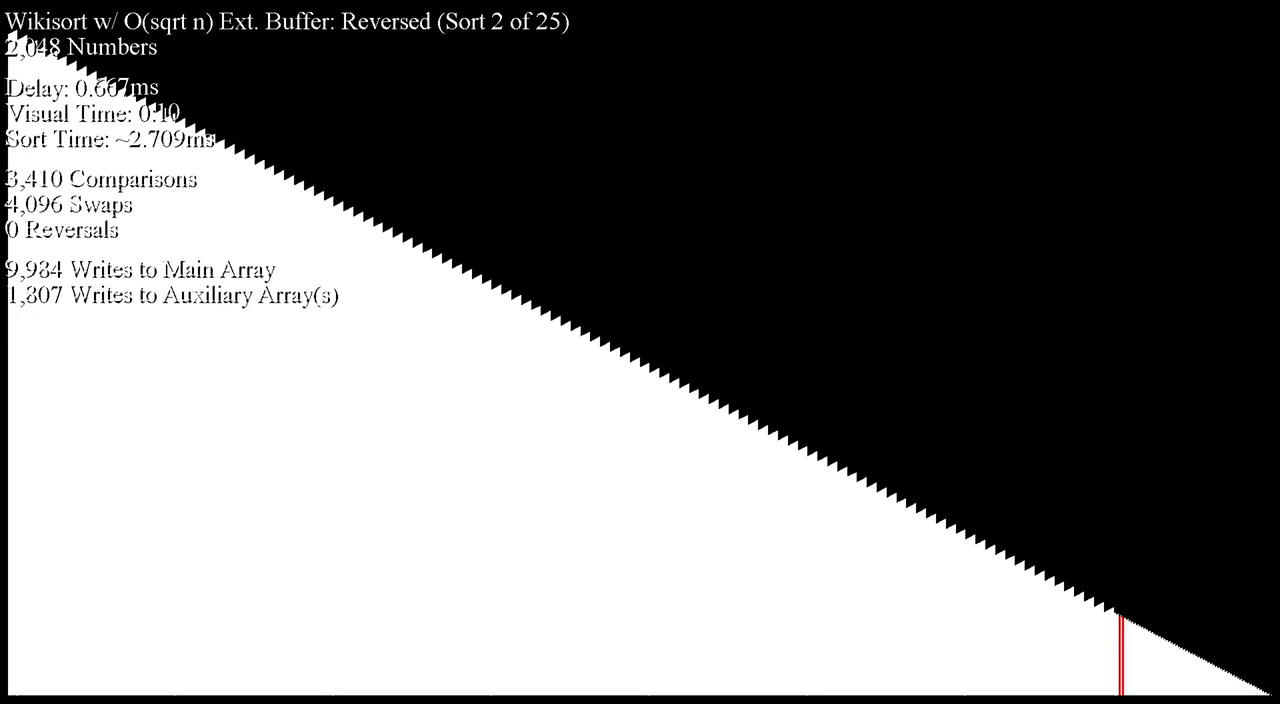 Wikisort w/ O(sqrt n) Ext. Buffer: Reversed (Sort 2 of 25)
2,048 Numbers
Delay: 0.667ms
Visual Time: 0:10
Sort Time: ~2.709ms
3,410 Comparisons
4,096 Swaps
0 Reversals
9,984 Writes to Main Array
1,807 Writes to Auxiliary Array(s)